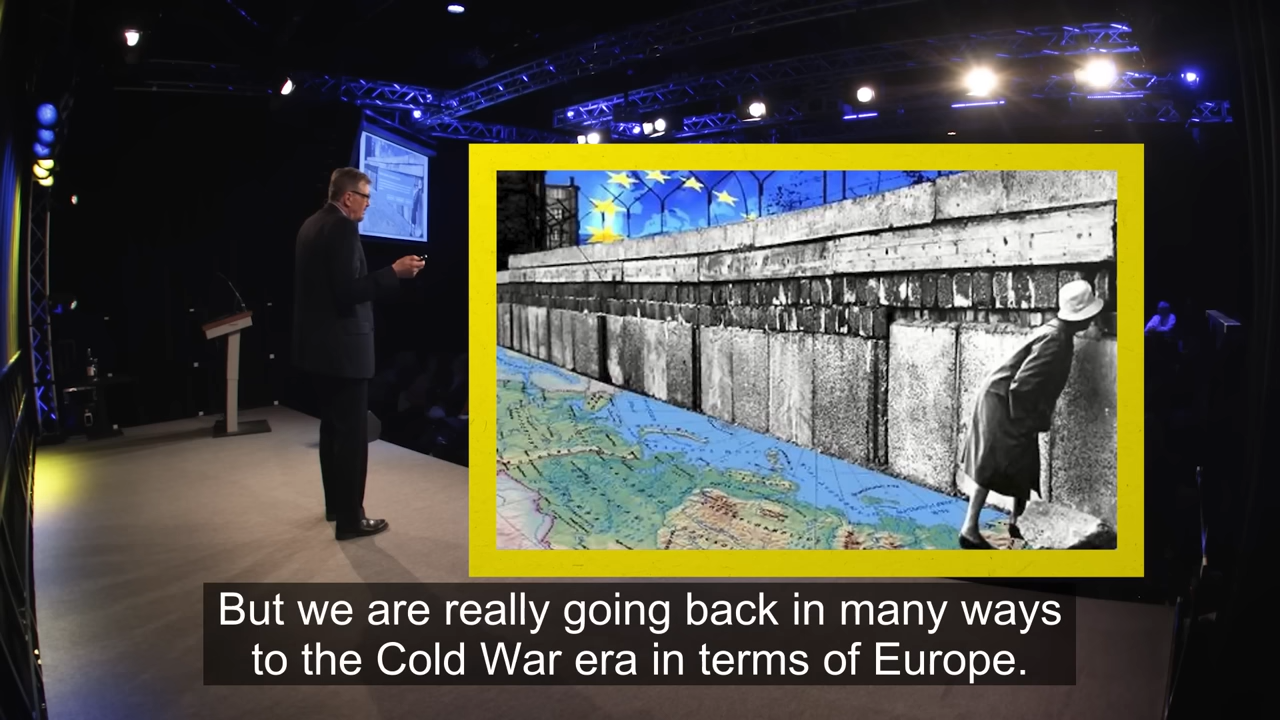 But we are really going back in many ways
to the Cold War era in terms of Europe.